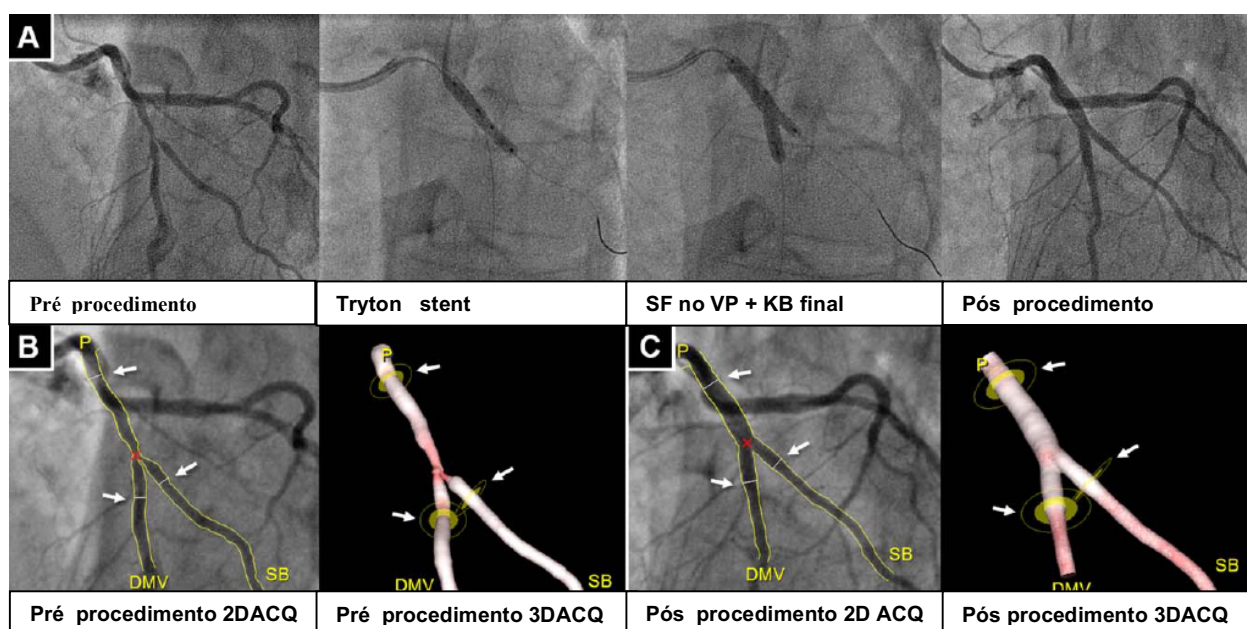 A
Pré procedimento
Tryton stent
SF no VP + KB final
Pós procedimento
B
P
DMV
SB
P
DMV
SB
C
P
DMV
SB
P
DMV
SB
Pré procedimento 2DACQ
Pré procedimento 3DACQ
Pós procedimento 2D ACQ
Pós procedimento 3DACQ